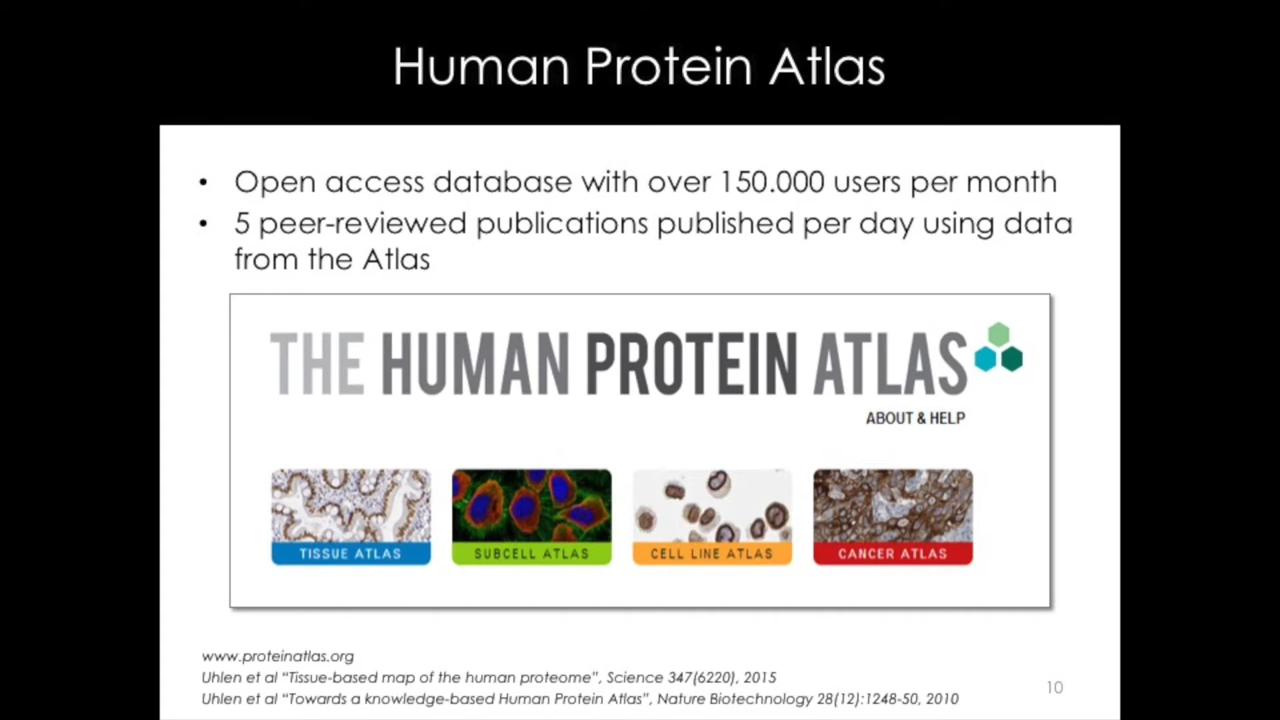 Human Protein Atlas
• Open access database with over 150.000 users per month
• 5 peer-reviewed publications published per day using data
from the Atlas
THE HUMAN PROTEIN ATLAS
ABOUT & HELP
TISSUE ATLAS
SUBCELL ATLAS
CELL LINE ATLAS
CANCER ATLAS
www.proteinatlas.org
Uhlen et al “Tissue-based map of the human proteome”, Science 347(6220), 2015
Uhlen et al “Towards a knowledge-based Human Protein Atlas”, Nature Biotechnology 28(12):1248-50, 2010
10